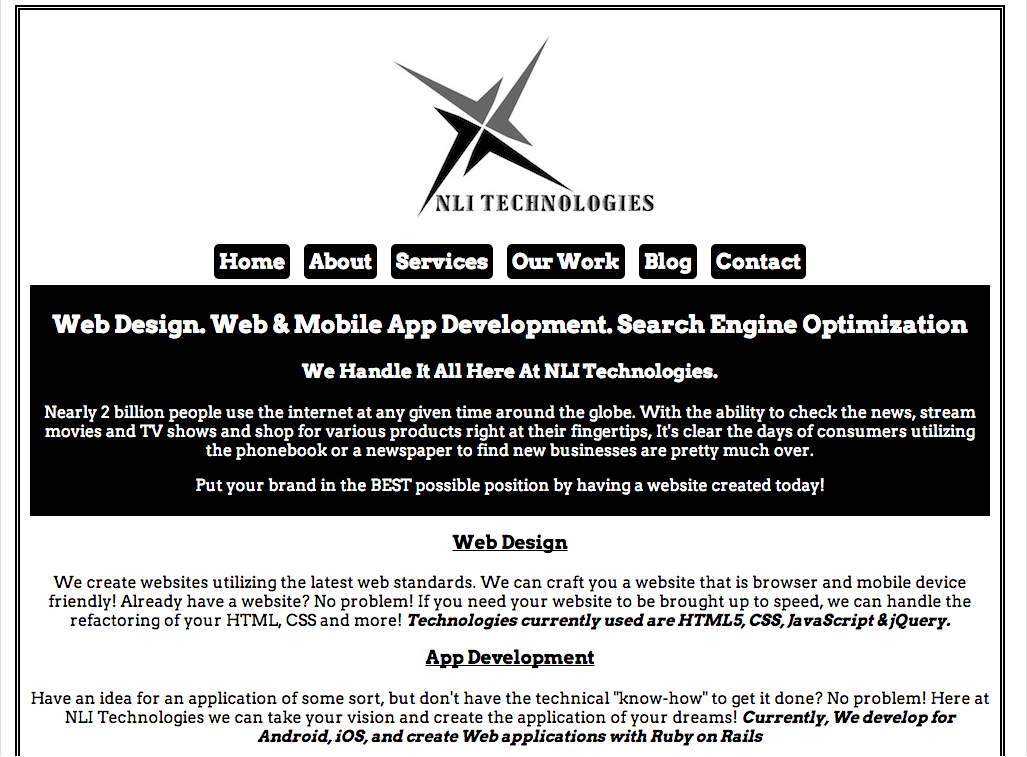 NLI TECHNOLOGIES
Home About Services Our Work Blog Contact
Web Design. Web & Mobile App Development. Search Engine Optimization
We Handle It All Here At NLI Technologies.
Nearly 2 billion people use the internet at any given time around the globe. With the ability to check the news, stream
movies and TV shows and shop for various products right at their fingertips, It's clear the days of consumers utilizing
the phonebook or a newspaper to find new businesses are pretty much over.
Put your brand in the BEST possible position by having a website created today!
Web Design
We create websites utilizing the latest web standards. We can craft you a website that is browser and mobile device
friendly! Already have a website? No problem! If you need your website to be brought up to speed, we can handle the
refactoring of your HTML, CSS and more! Technologies currently used are HTML5, CSS, JavaScript & jQuery.
App Development
Have an idea for an application of some sort, but don't have the technical "know-how" to get it done? No problem! Here at
NLI Technologies we can take your vision and create the application of your dreams! Currently, We develop for
Android, iOS, and create Web applications with Ruby on Rails